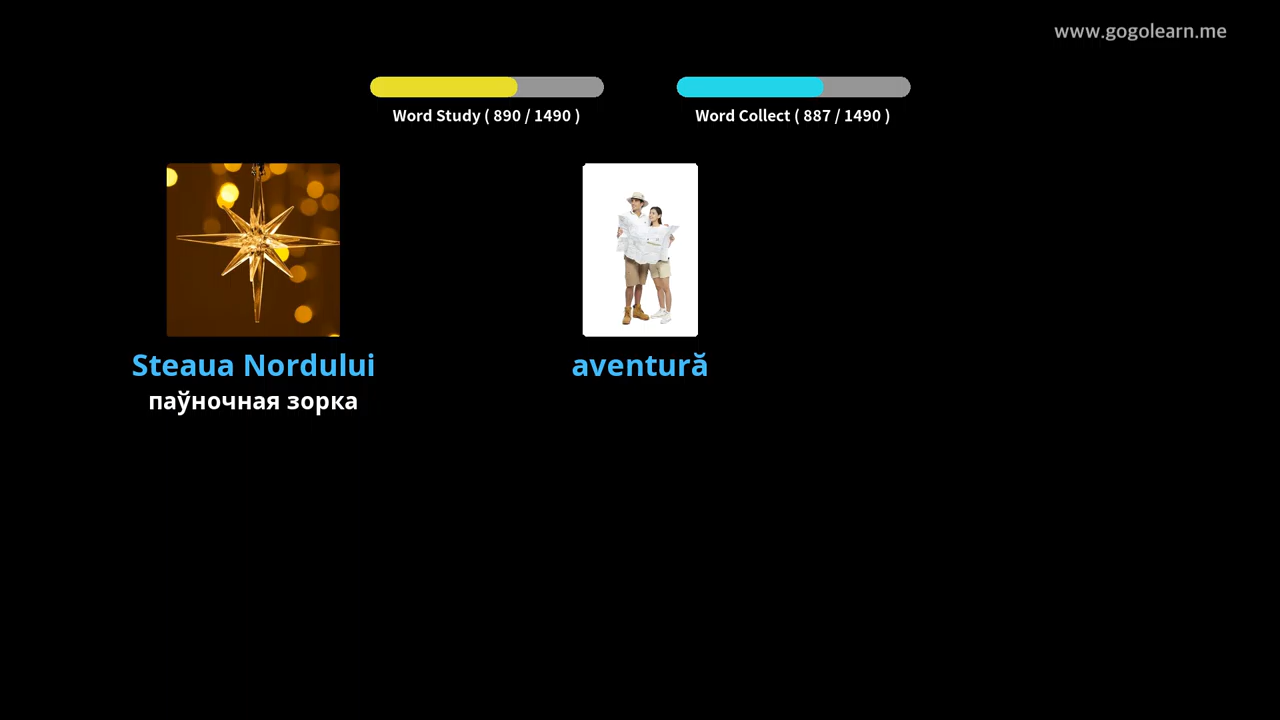 www.gogolearn.me
Word Study ( 890 / 1490 )
Word Collect ( 887 / 1490 )
Steaua Nordului
паўночная зорка
aventură